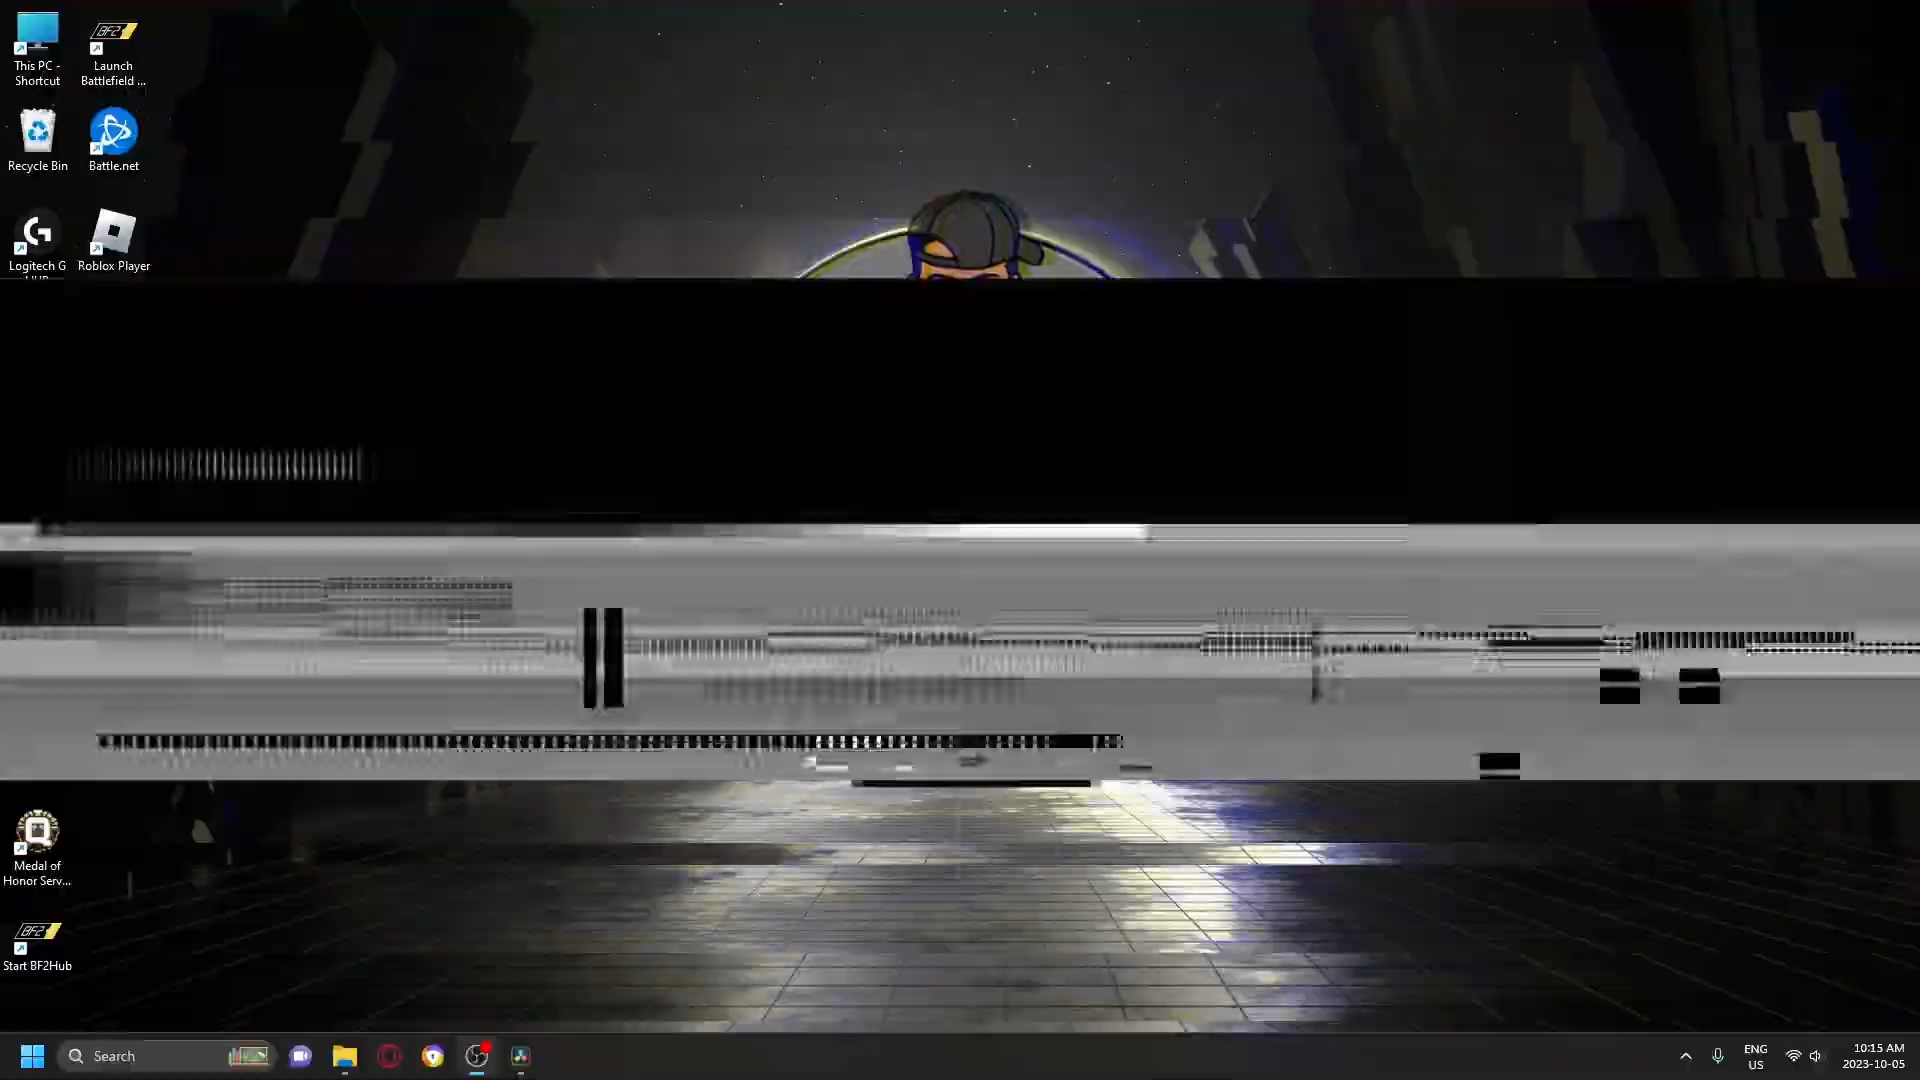 This PC -
Shortcut
BF2
Launch
Battlefield ...
Recycle Bin
Battle.net
Logitech G
Roblox Player
Medal of
Honor Serv...
BF2
Start BF2Hub
Search
ENG
US
10:15 AM
2023-10-05